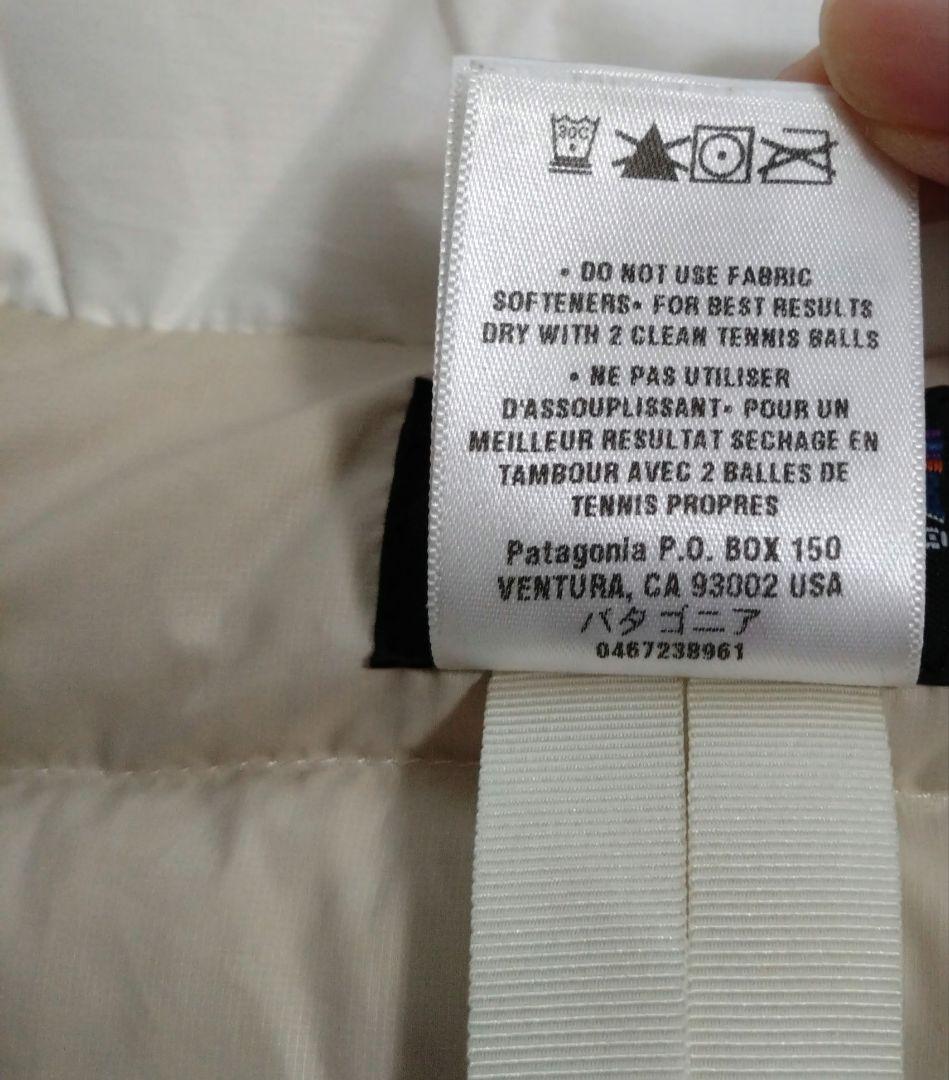 30C
• DO NOT USE FABRIC
SOFTENERS• FOR BEST RESULTS
DRY WITH 2 CLEAN TENNIS BALLS
• NE PAS UTILISER
D'ASSOUPLISSANT• POUR UN
MEILLEUR RESULTAT SECHAGE EN
TAMBOUR AVEC 2 BALLES DE
TENNIS PROPRES
Patagonia P.O. BOX 150
VENTURA, CA 93002 USA
パタゴニア
0467238961